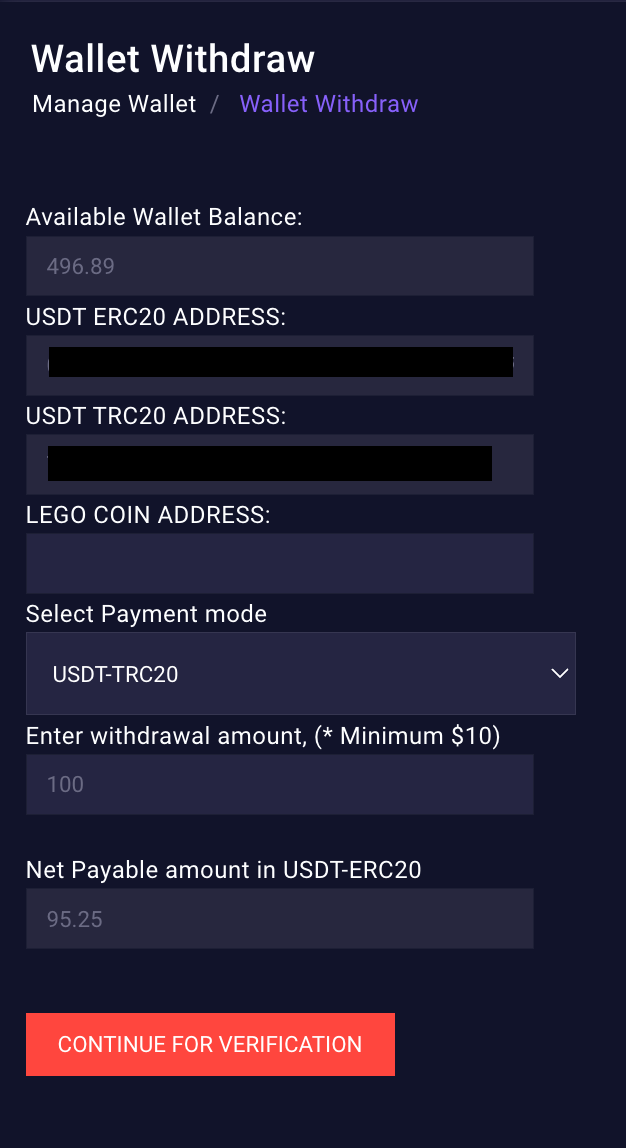 Wallet Withdraw
Manage Wallet / Wallet Withdraw
Available Wallet Balance:
496.89
USDT ERC20 ADDRESS:
USDT TRC20 ADDRESS:
LEGO COIN ADDRESS:
Select Payment mode
USDT-TRC20
Enter withdrawal amount, (* Minimum $10)
100
Net Payable amount in USDT-ERC20
95.25
CONTINUE FOR VERIFICATION